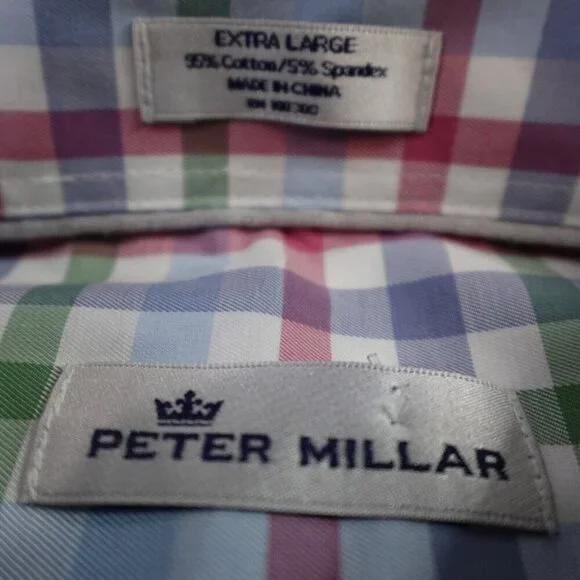 EXTRA LARGE
95% Cotton/5% Spandex
MADE IN CHINA
PETER MILLAR